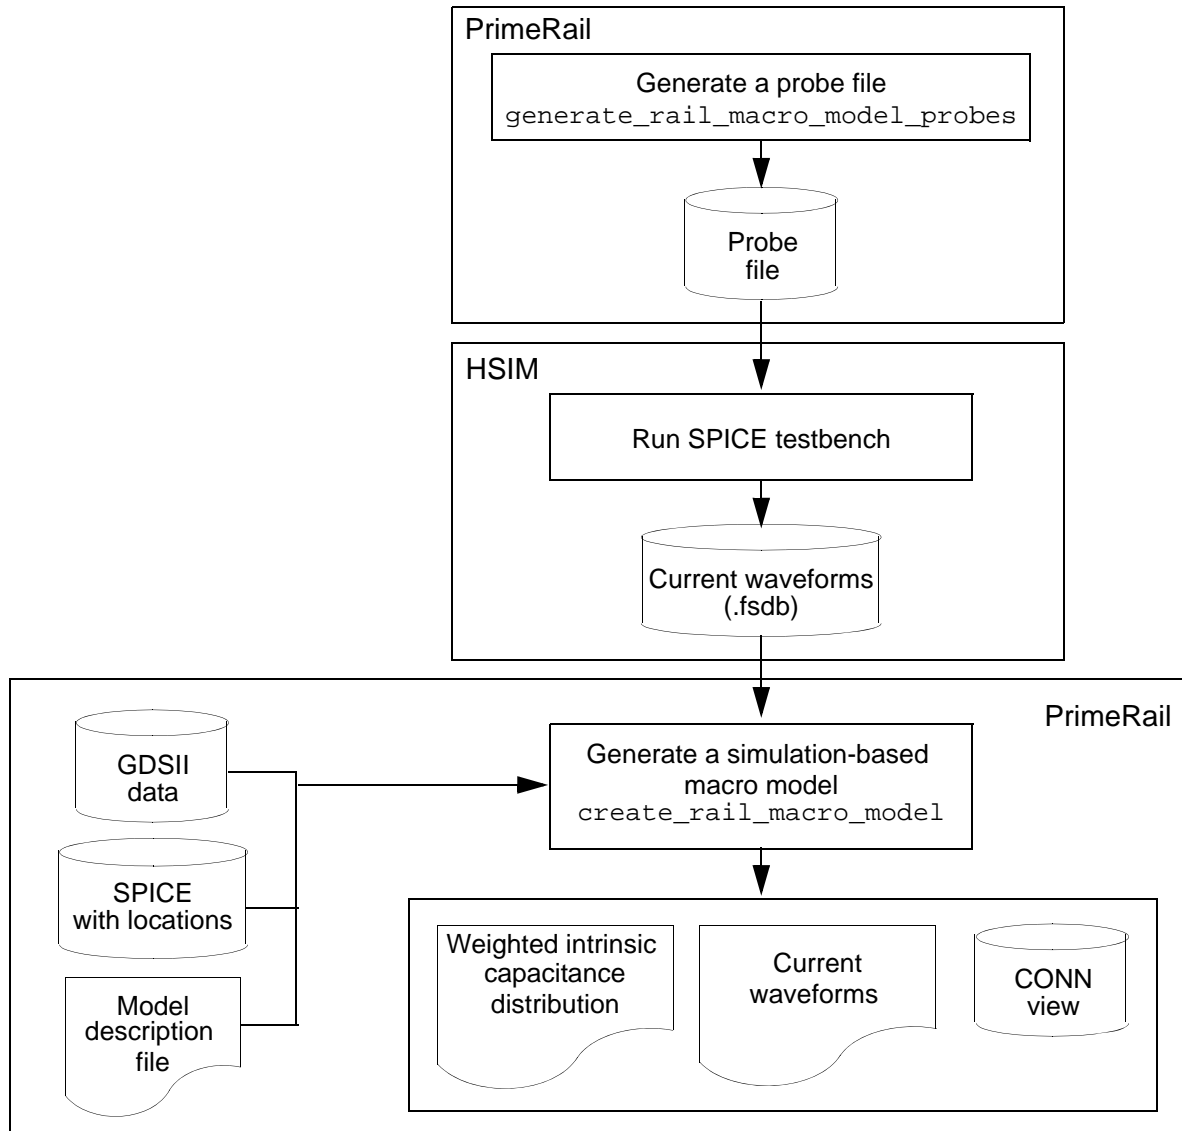 PrimeRail
Generate a probe file
generate_rail_macro_model_probes
Probe
file
HSIM
Run SPICE testbench
Current waveforms
(.fsdb)
PrimeRail
GDSII
data
SPICE
with locations
Model
description
file
Generate a simulation-based
macro model
create_rail_macro_model
Weighted intrinsic
capacitance
distribution
Current
waveforms
CONN
view